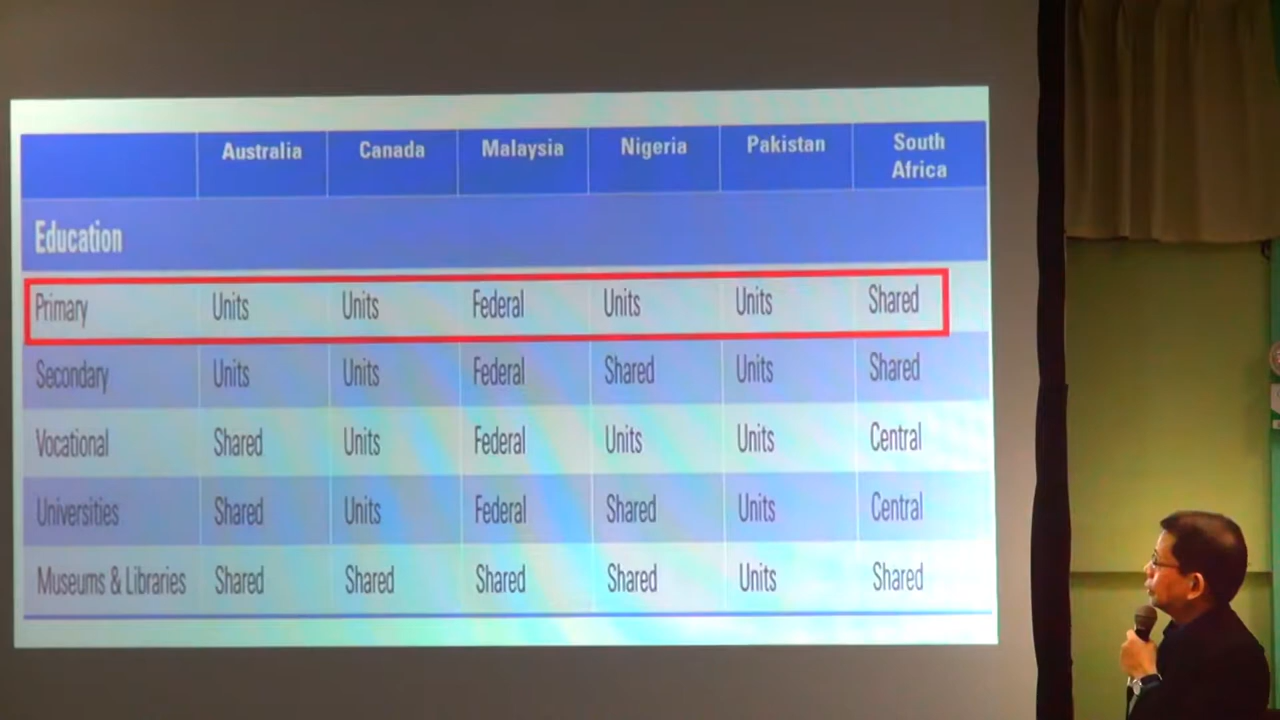 Australia Canada Malaysia Nigeria Pakistan South Africa
Education
Primary Units Units Federal Units Units Shared
Secondary Units Units Federal Shared Units Shared
Vocational Shared Units Federal Units Units Central
Universities Shared Units Federal Shared Units Central
Museums & Libraries Shared Shared Shared Shared Units Shared